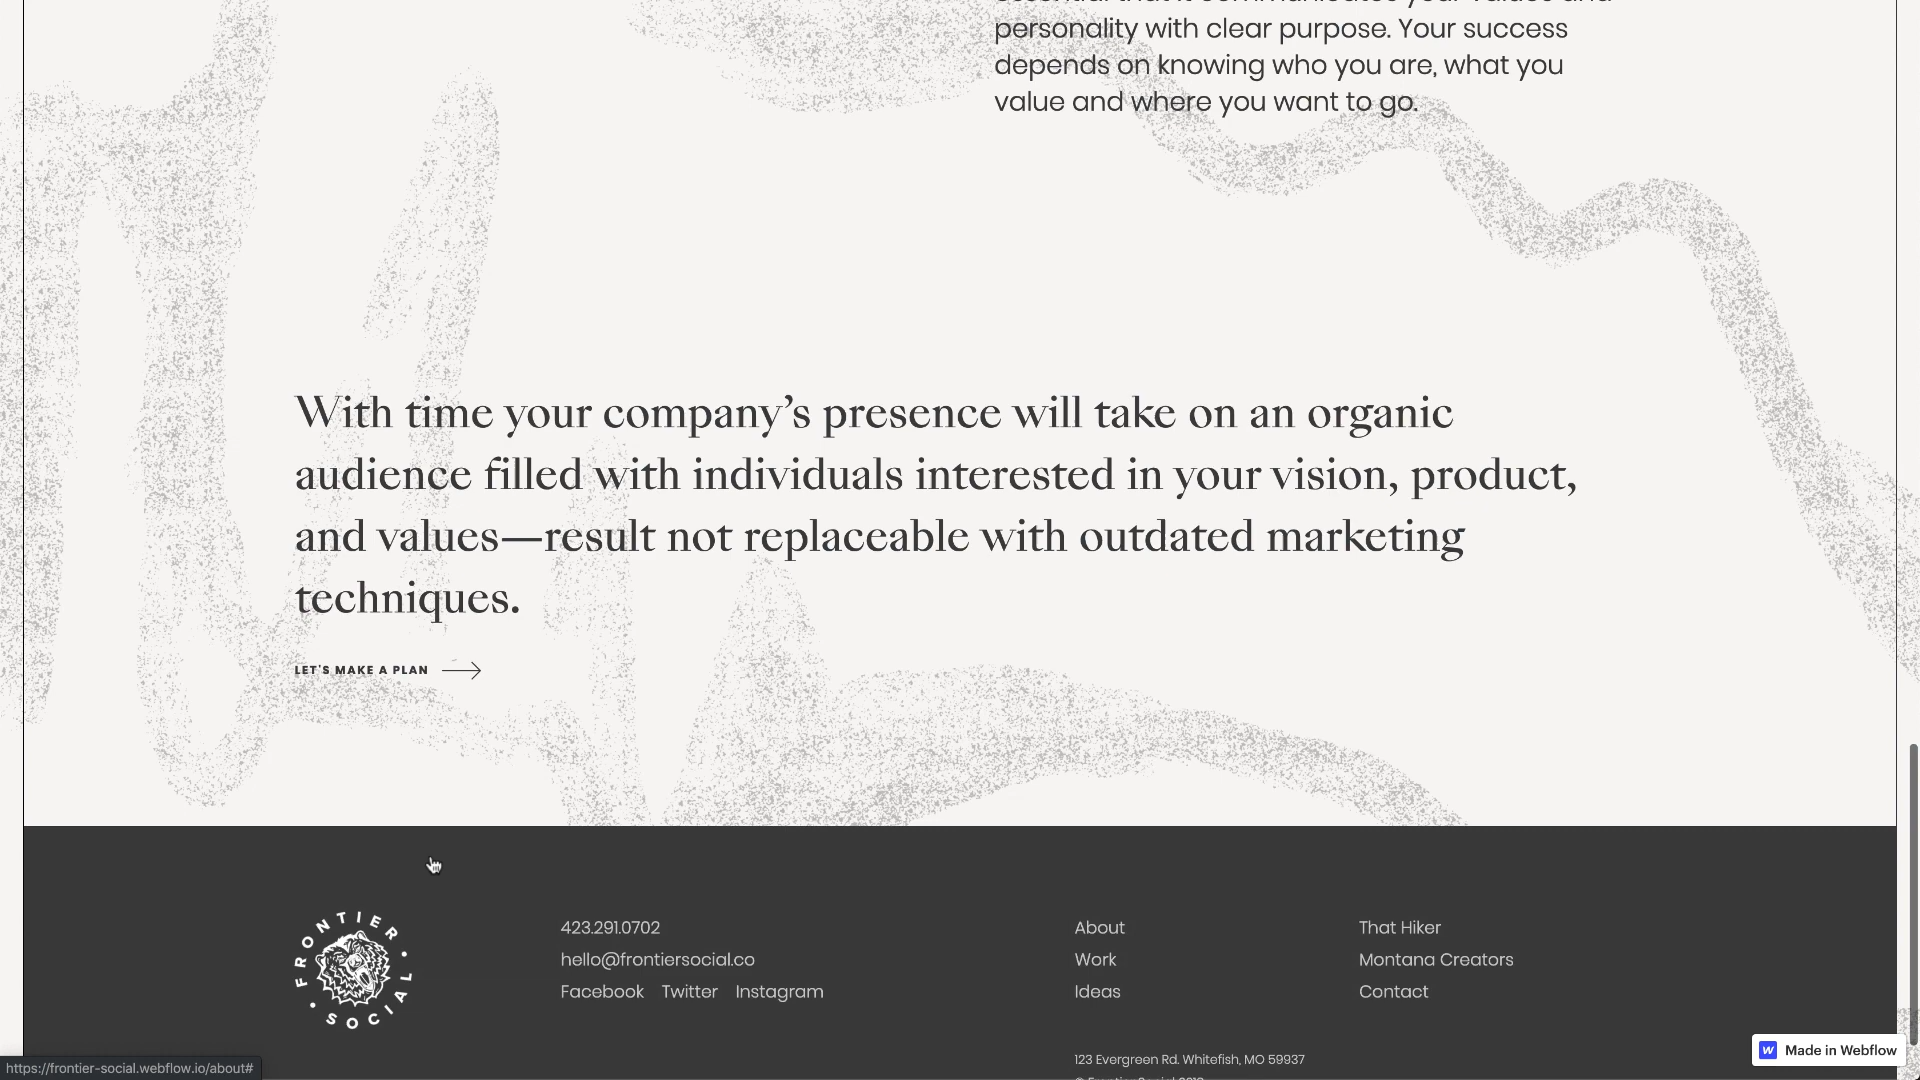 personality with clear purpose. Your success
depends on knowing who you are, what you
value and where you want to go.
With time your company’s presence will take on an organic
audience filled with individuals interested in your vision, product,
and values—result not replaceable with outdated marketing
techniques.
LET'S MAKE A PLAN
FRONTIER
SOCIAL
423.291.0702
hello@frontiersocial.co
Facebook Twitter Instagram
About
Work
Ideas
That Hiker
Montana Creators
Contact
123 Evergreen Rd. Whitefish, MO 59937
Made in Webflow
https://frontier-social.webflow.io/about#